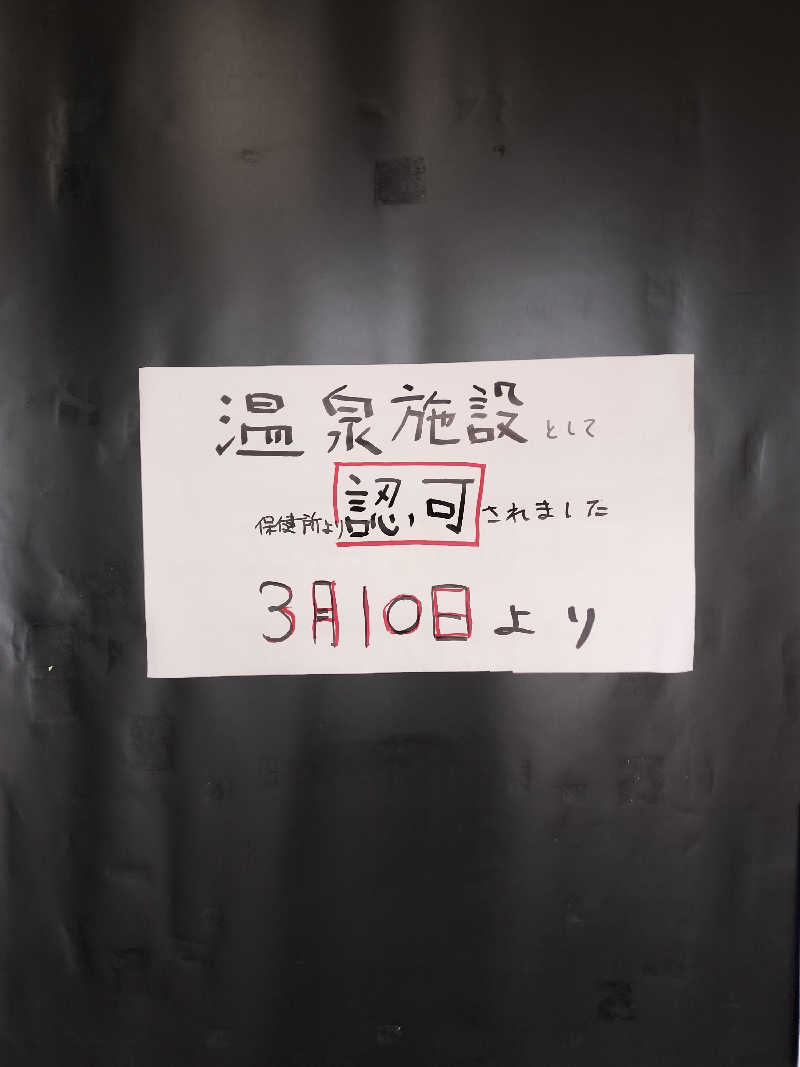 温泉施設として
保健所より認可されました
3月10日より